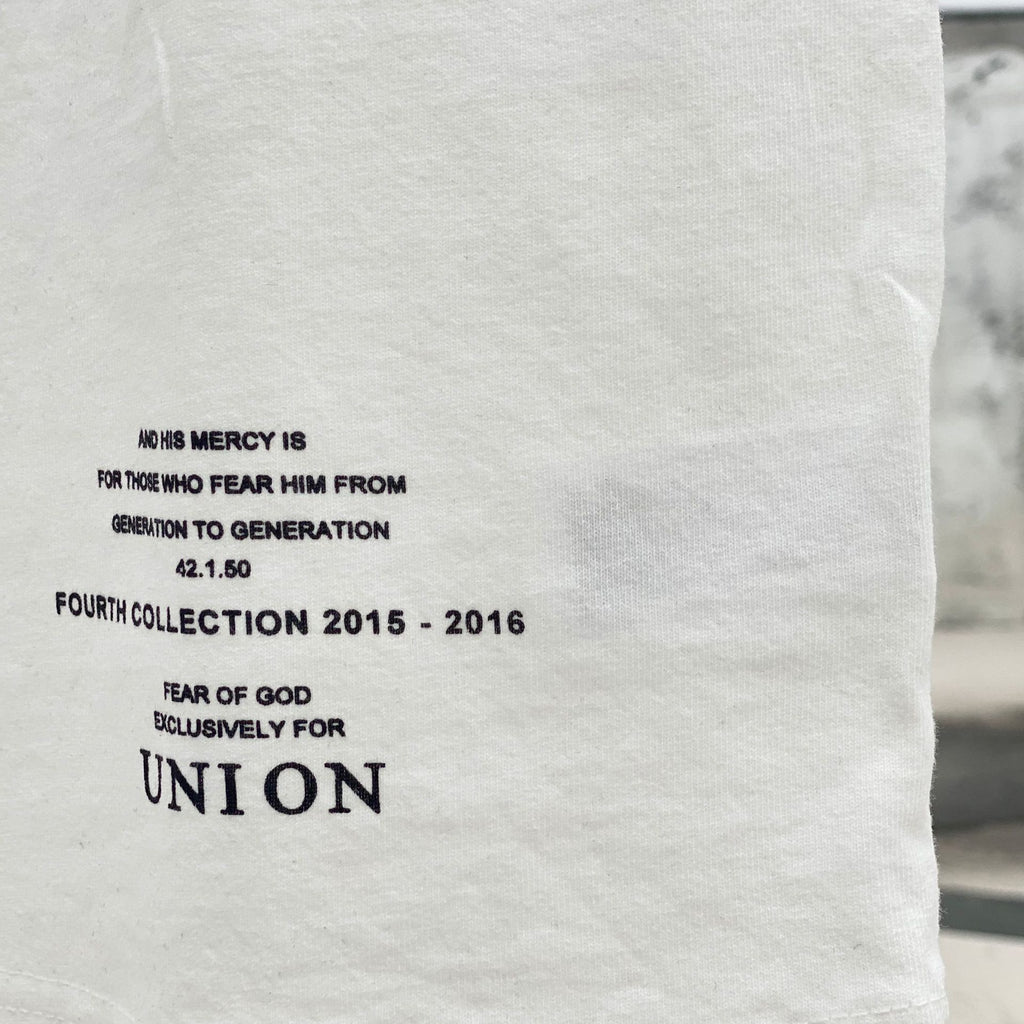 AND HIS MERCY IS
FOR THOSE WHO FEAR HIM FROM
GENERATION TO GENERATION
42.1.50
FOURTH COLLECTION 2015 - 2016
FEAR OF GOD
EXCLUSIVELY FOR
UNION